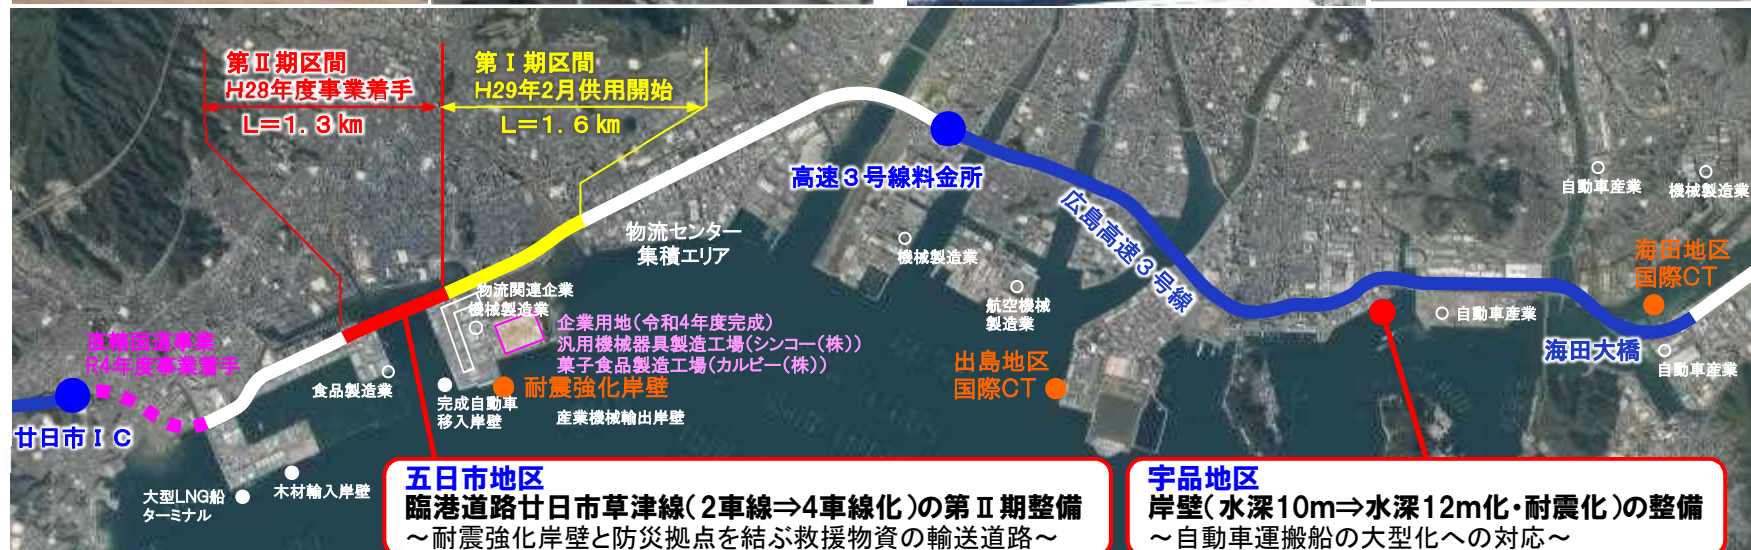 第Ⅱ期区間
H28年度事業着手
L=1.3㎞
第Ⅰ期区間
H29年2月供用開始
L=1.6㎞
高速3号線料金所
広島高速3号線
自動車産業
機械製造業
海田地区
国際CT
物流センター
集積エリア
機械製造業
航空機械
製造業
自動車産業
海田大橋
自動車産業
物流関連企業
機械製造業
企業用地(令和4年度完成)
汎用機械器具製造工場(シンコー(株))
菓子食品製造工場(カルビー(株))
直轄国道事業
R4年度事業着手
食品製造業
完成自動車
移入岸壁
耐震強化岸壁
産業機械輸出岸壁
出島地区
国際CT
廿日市IC
大型LNG船
ターミナル
木材輸入岸壁
五日市地区
臨港道路廿日市草津線(2車線⇒4車線化)の第Ⅱ期整備
~耐震強化岸壁と防災拠点を結ぶ救援物資の輸送道路~
宇品地区
岸壁(水深10m⇒水深12m化・耐震化)の整備
~自動車運搬船の大型化への対応~